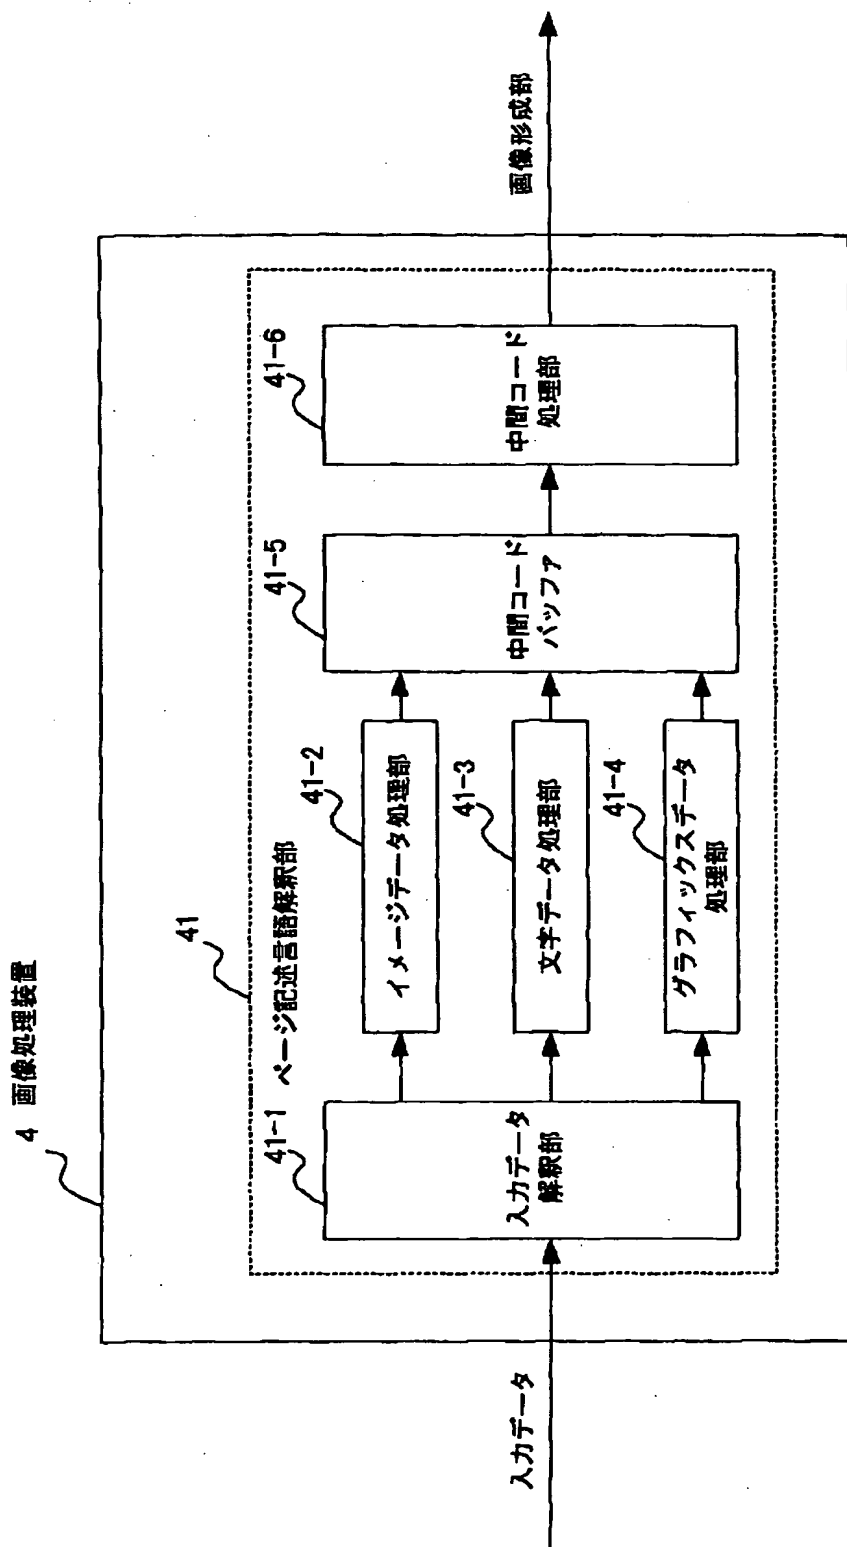 4 画像処理装置
41
ページ記述言語解釈部
入力データ
41-1
入力データ
解釈部
41-2
イメージデータ処理部
41-3
文字データ処理部
41-4
グラフィックスデータ
処理部
41-5
中間コード
バッファ
41-6
中間コード
処理部
画像形成部